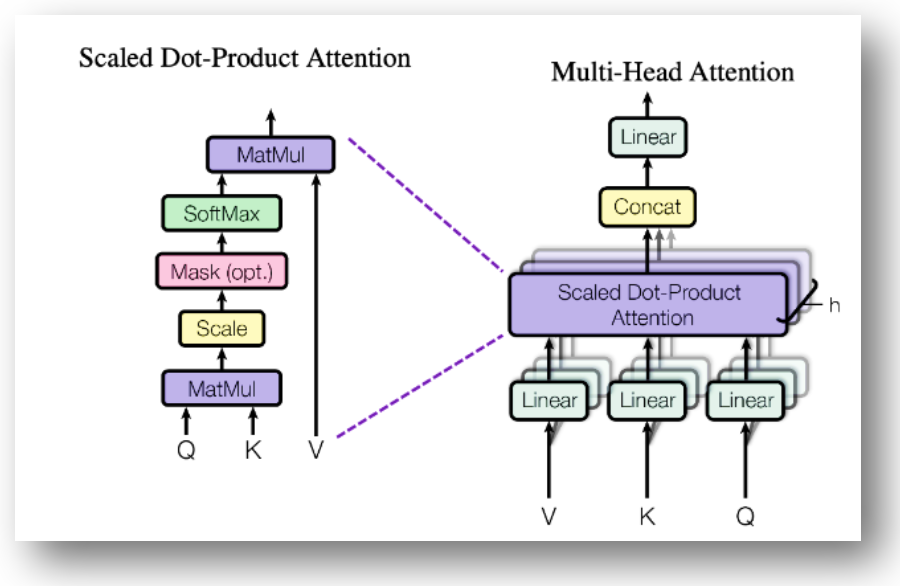 Scaled Dot-Product Attention
MatMul
SoftMax
Mask (opt.)
Scale
MatMul
Q K V
Multi-Head Attention
Linear
Concat
Scaled Dot-Product
Attention
h
Linear Linear Linear
V K Q